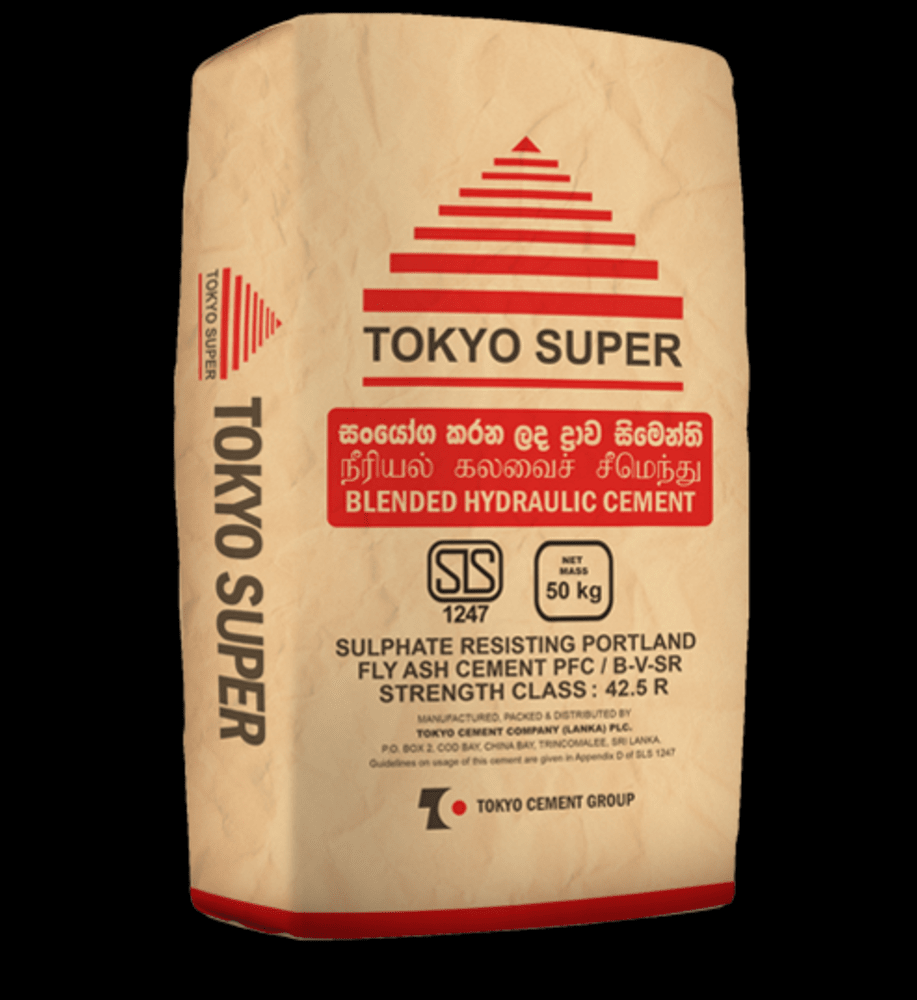 TOKYO SUPER
සංයෝග කරන ලද ද්‍රාව සිමෙන්ති
நீரியல் கலவைச் சீமெந்து
BLENDED HYDRAULIC CEMENT
SLS
1247
NET
MASS
50 kg
SULPHATE RESISTING PORTLAND
FLY ASH CEMENT PFC / B-V-SR
STRENGTH CLASS : 42.5 R
MANUFACTURED, PACKED & DISTRIBUTED BY
TOKYO CEMENT COMPANY (LANKA) PLC.
P.O. BOX 2, COD BAY, CHINA BAY, TRINCOMALEE, SRI LANKA.
Guidelines on usage of this cement are given in Appendix D of SLS 1247
TOKYO CEMENT GROUP
TOKYO SUPER
TOKYO SUPER